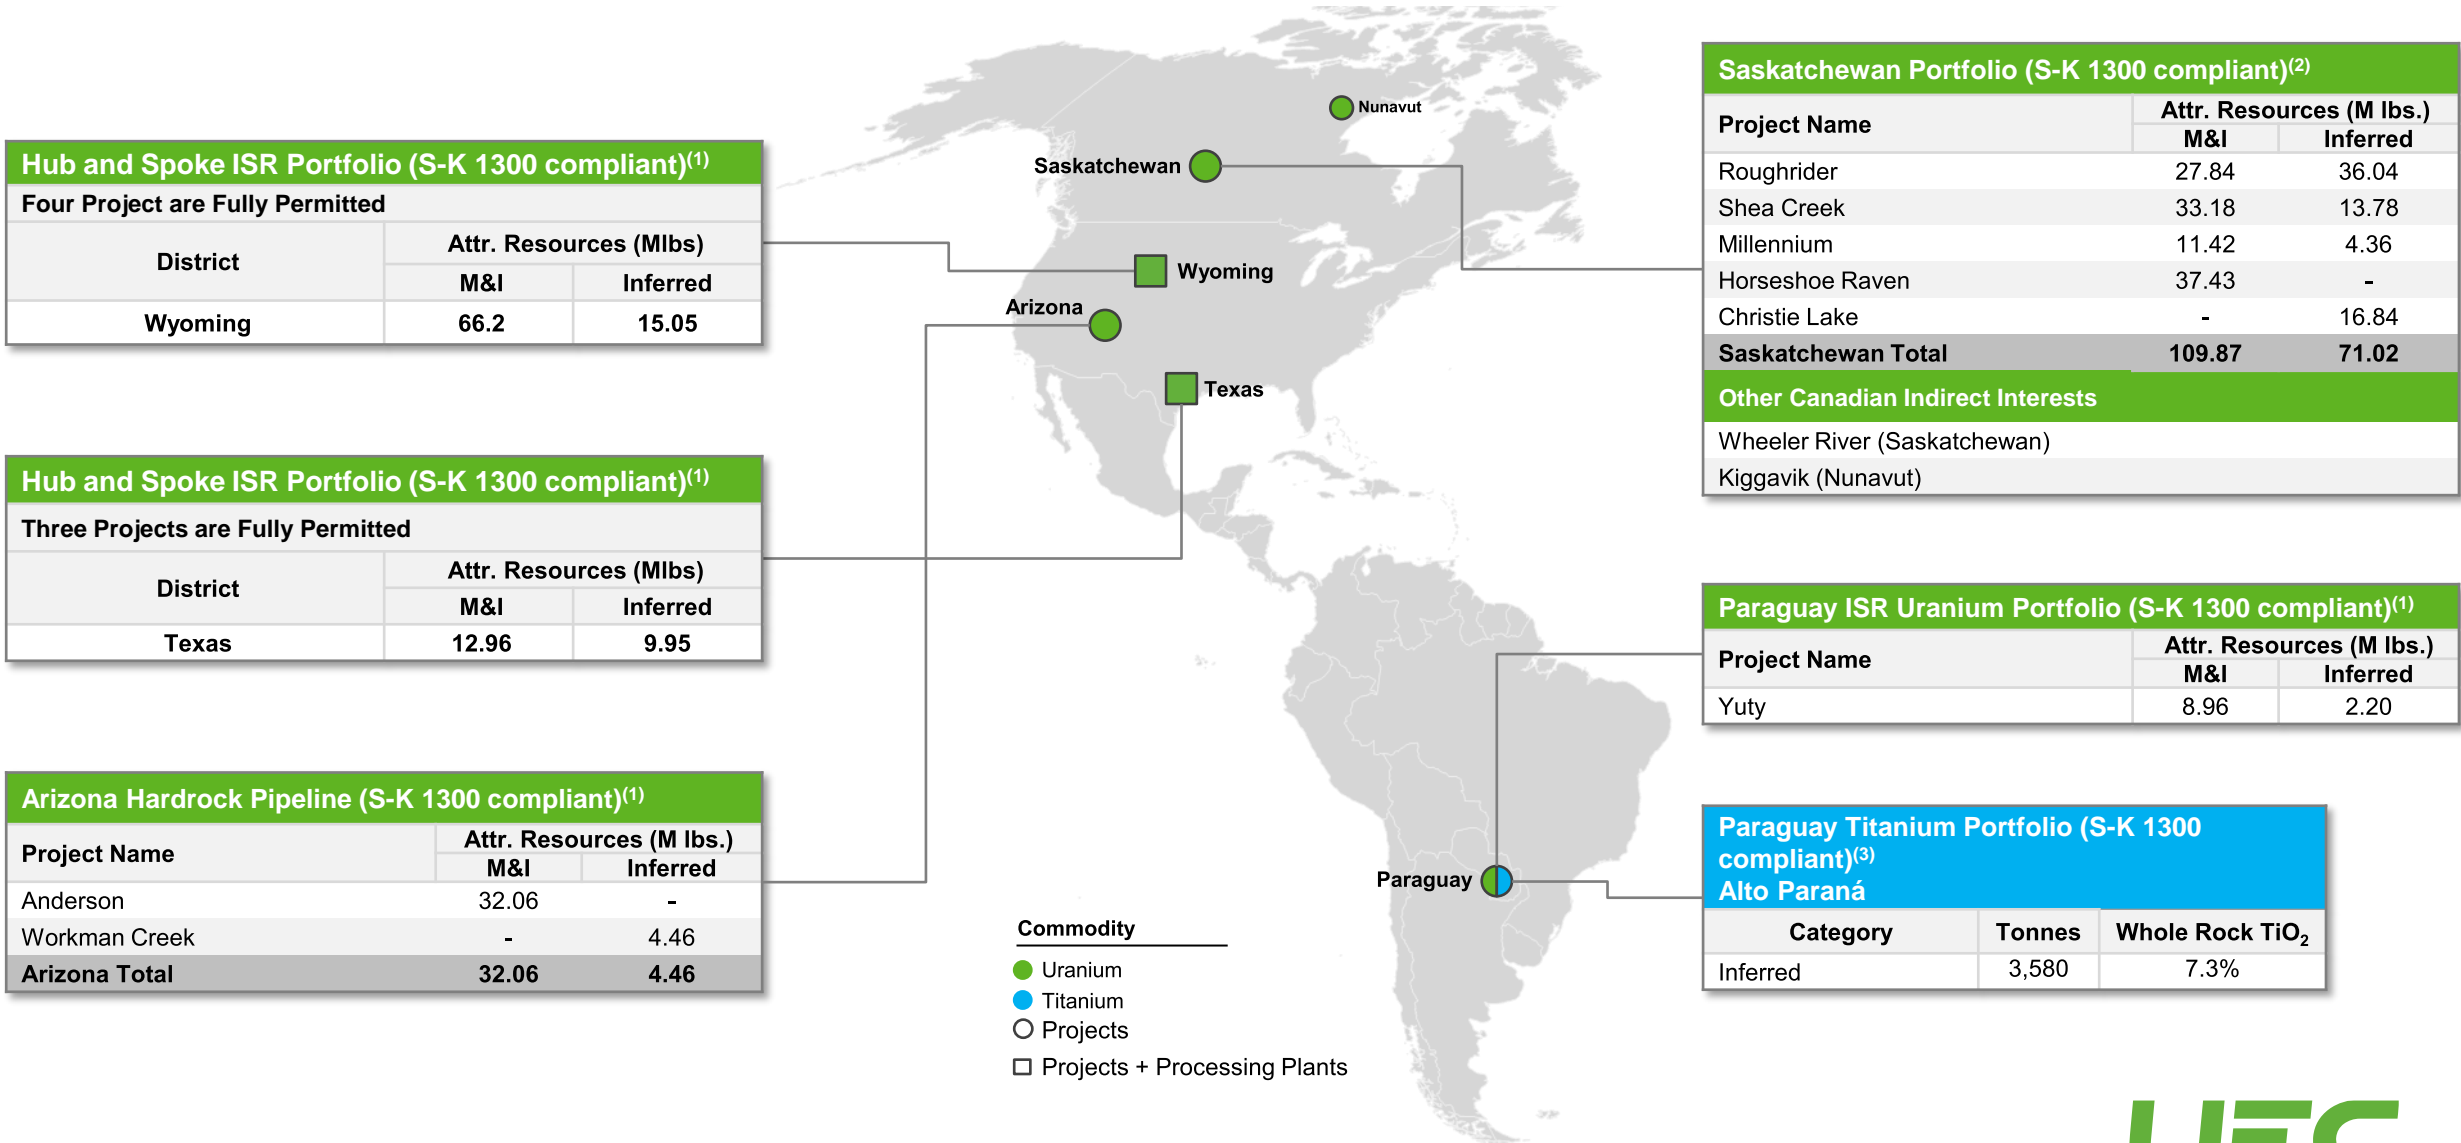 Hub and Spoke ISR Portfolio (S-K 1300 compliant)(1)
Four Project are Fully Permitted
District
Attr. Resources (Mlbs)
M&I Inferred
Wyoming 66.2 15.05
Hub and Spoke ISR Portfolio (S-K 1300 compliant)(1)
Three Projects are Fully Permitted
District
Attr. Resources (Mlbs)
M&I Inferred
Texas 12.96 9.95
Arizona Hardrock Pipeline (S-K 1300 compliant)(1)
Project Name
Attr. Resources (M lbs.)
M&I Inferred
Anderson 32.06 -
Workman Creek - 4.46
Arizona Total 32.06 4.46
Nunavut
Saskatchewan
Wyoming
Arizona
Texas
Paraguay
Commodity
Uranium
Titanium
Projects
Projects + Processing Plants
Saskatchewan Portfolio (S-K 1300 compliant)(2)
Project Name
Attr. Resources (M lbs.)
M&I Inferred
Roughrider 27.84 36.04
Shea Creek 33.18 13.78
Millennium 11.42 4.36
Horseshoe Raven 37.43 -
Christie Lake - 16.84
Saskatchewan Total 109.87 71.02
Other Canadian Indirect Interests
Wheeler River (Saskatchewan)
Kiggavik (Nunavut)
Paraguay ISR Uranium Portfolio (S-K 1300 compliant)(1)
Project Name
Attr. Resources (M lbs.)
M&I Inferred
Yuty 8.96 2.20
Paraguay Titanium Portfolio (S-K 1300
compliant)(3)
Alto Paraná
Category Tonnes Whole Rock TiO2
Inferred 3,580 7.3%